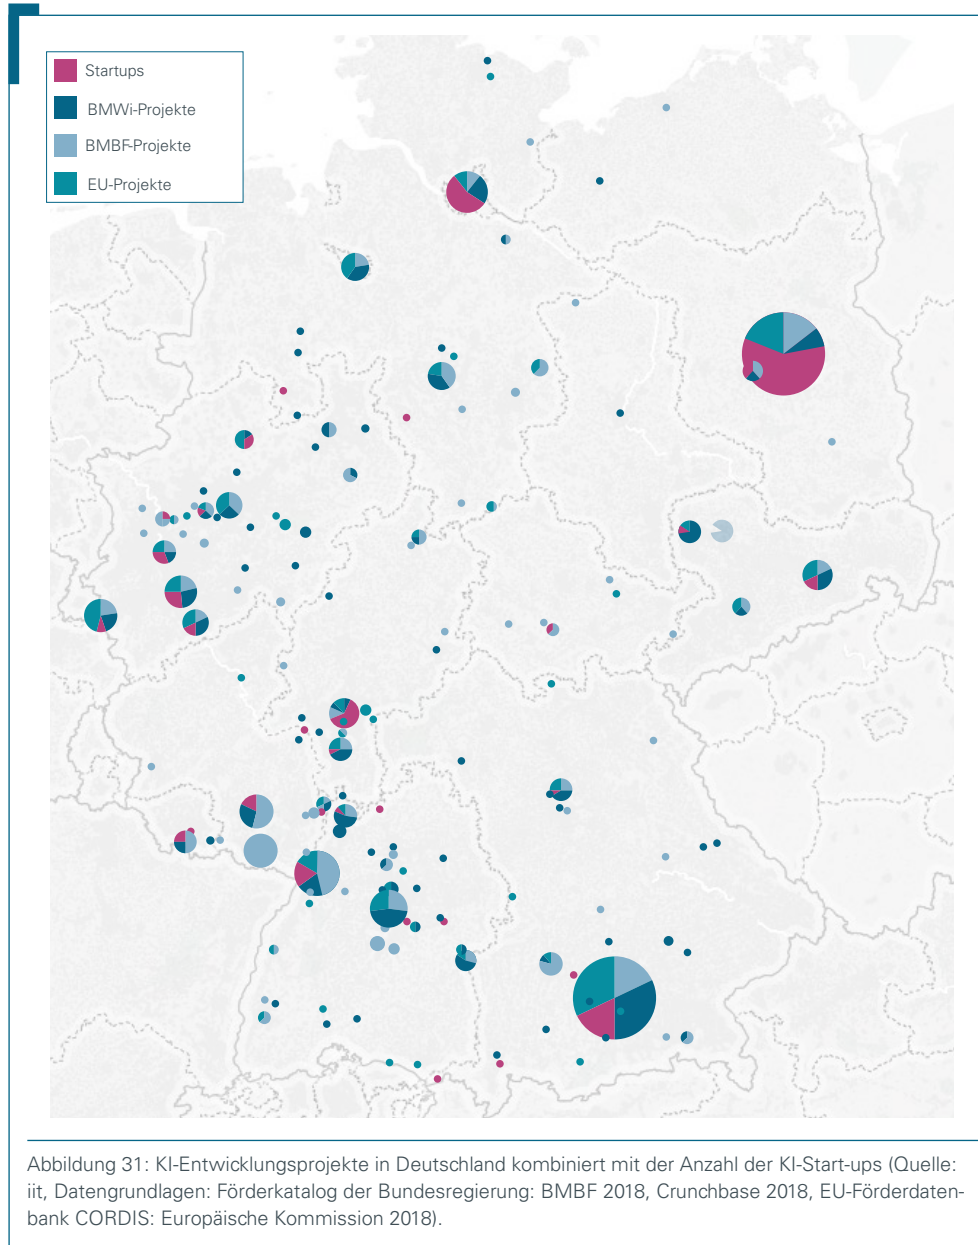 Startups
BMWi-Projekte
BMBF-Projekte
EU-Projekte
Abbildung 31: KI-Entwicklungsprojekte in Deutschland kombiniert mit der Anzahl der KI-Start-ups (Quelle:
iit, Datengrundlagen: Förderkatalog der Bundesregierung: BMBF 2018, Crunchbase 2018, EU-Förderdaten-
bank CORDIS: Europäische Kommission 2018).